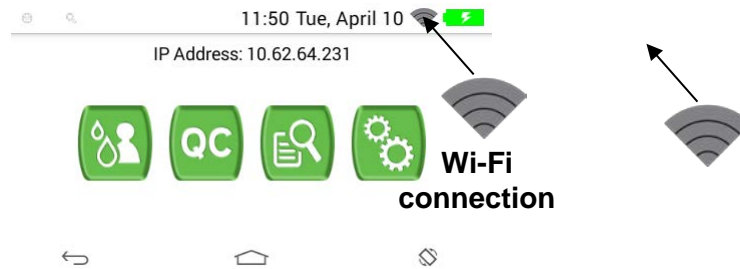 11:50 Tue, April 10
IP Address: 10.62.64.231
QC
Wi-Fi
connection